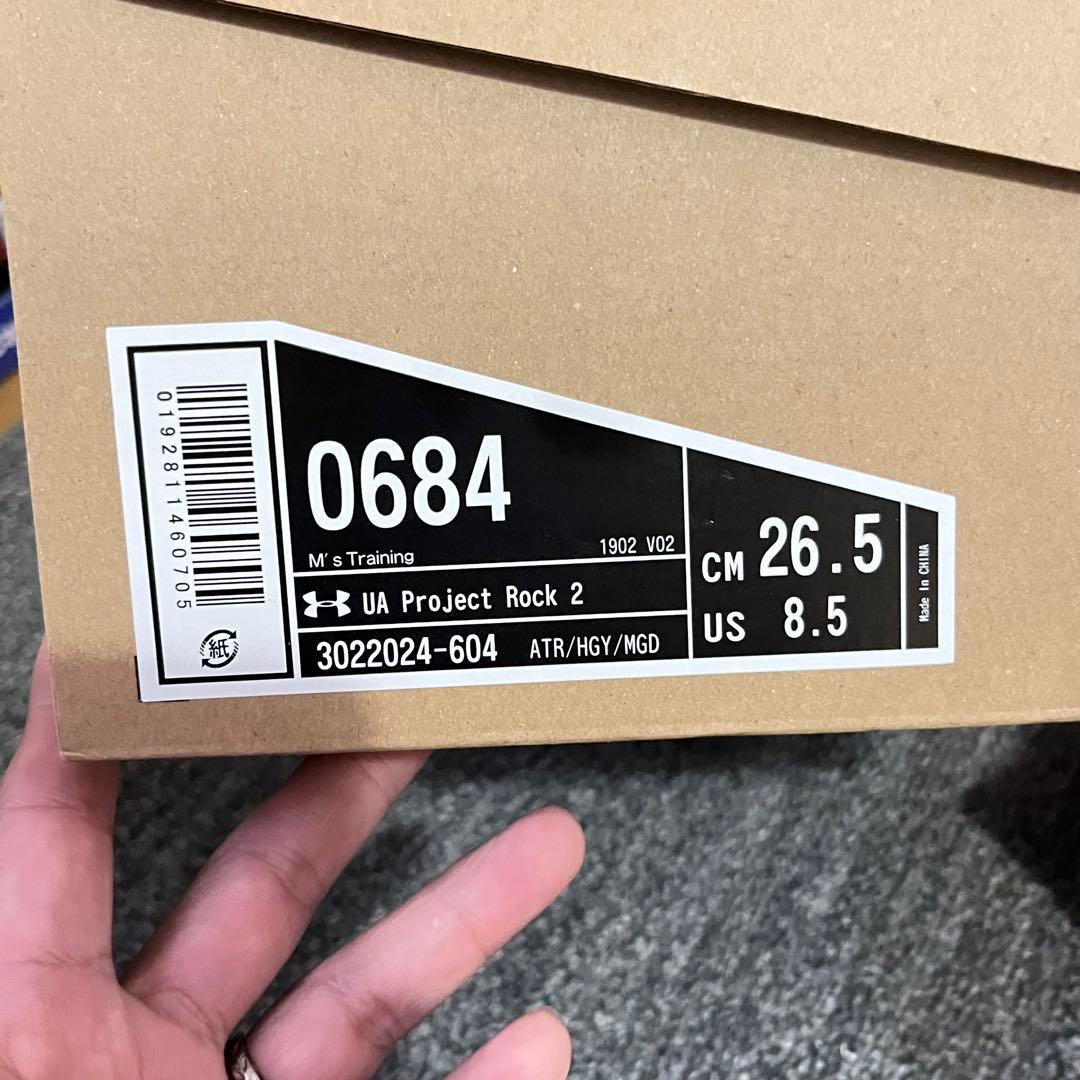 0192811460705
紙
0684
M's Training 1902 V02
UA Project Rock 2
3022024-604 ATR/HGY/MGD
CM 26.5
US 8.5
Made In CHINA